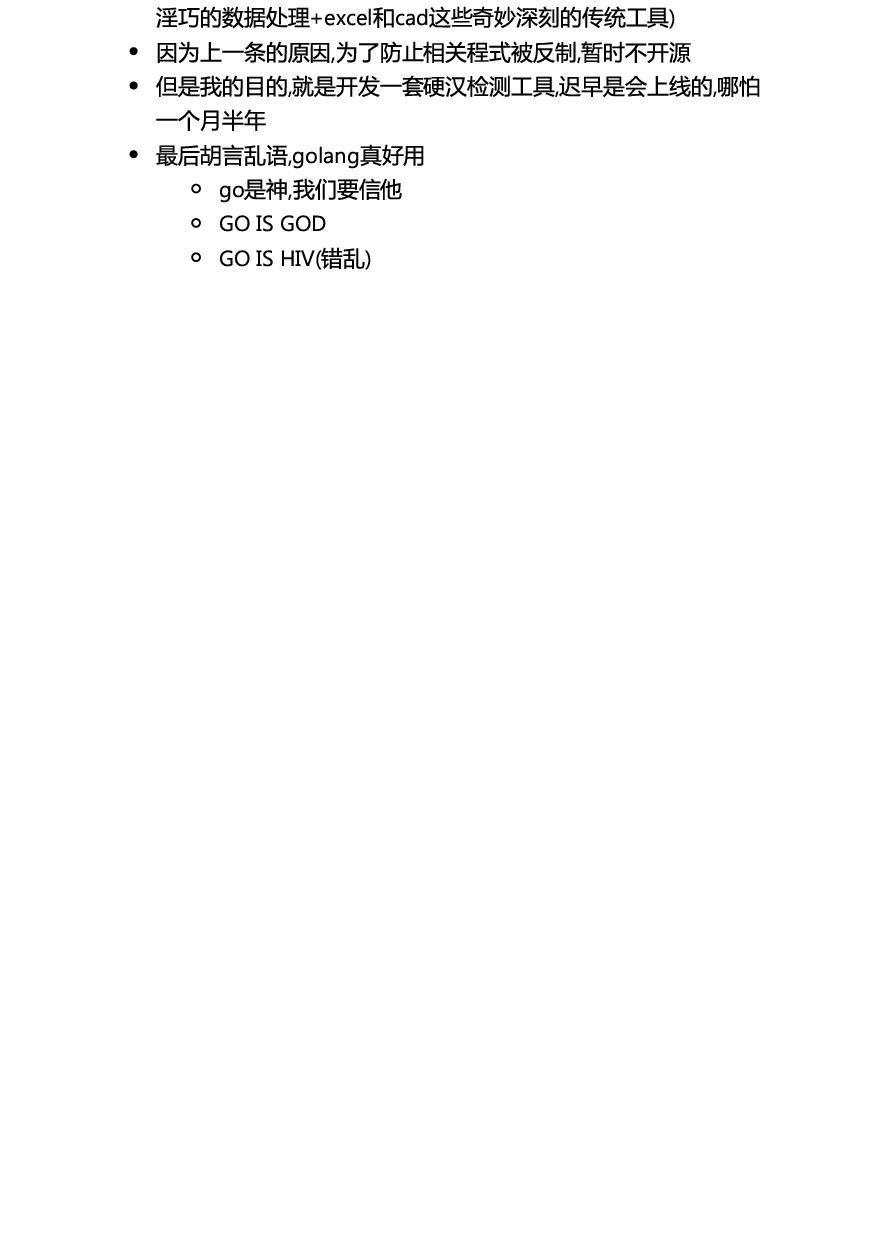 淫巧的数据处理+excel和cad这些奇妙深刻的传统工具)
• 因为上一条的原因,为了防止相关程式被反制,暂时不开源
• 但是我的目的,就是开发一套硬汉检测工具,迟早是会上线的,哪怕
一个月半年
• 最后胡言乱语,golang真好用
○ go是神,我们要信他
○ GO IS GOD
○ GO IS HIV(错乱)